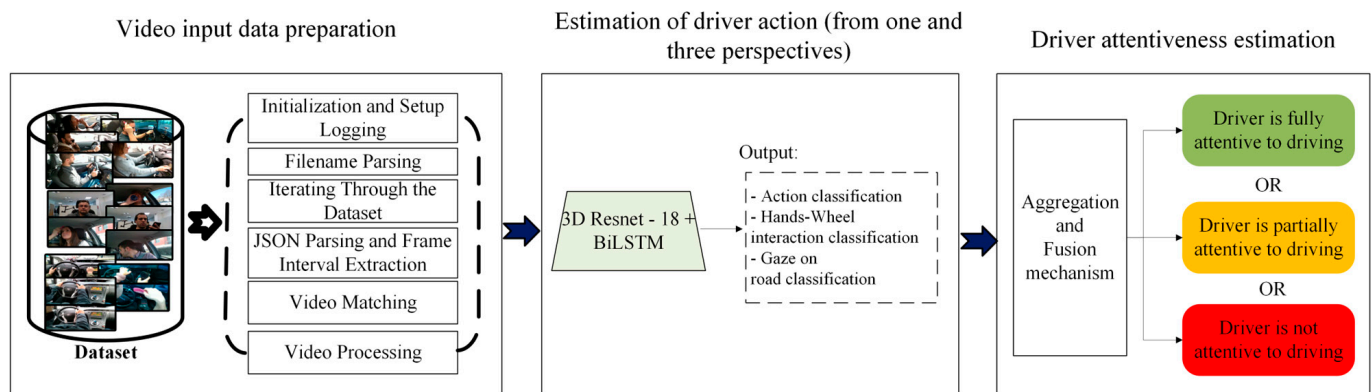 Video input data preparation
Initialization and Setup
Logging
Filename Parsing
Iterating Through the
Dataset
JSON Parsing and Frame
Interval Extraction
Video Matching
Video Processing
Dataset
Estimation of driver action (from one and
three perspectives)
3D Resnet - 18 +
BiLSTM
Output:
- Action classification
- Hands-Wheel
interaction classification
- Gaze on
road classification
Driver attentiveness estimation
Aggregation
and
Fusion
mechanism
Driver is fully
attentive to driving
OR
Driver is partially
attentive to driving
OR
Driver is not
attentive to driving